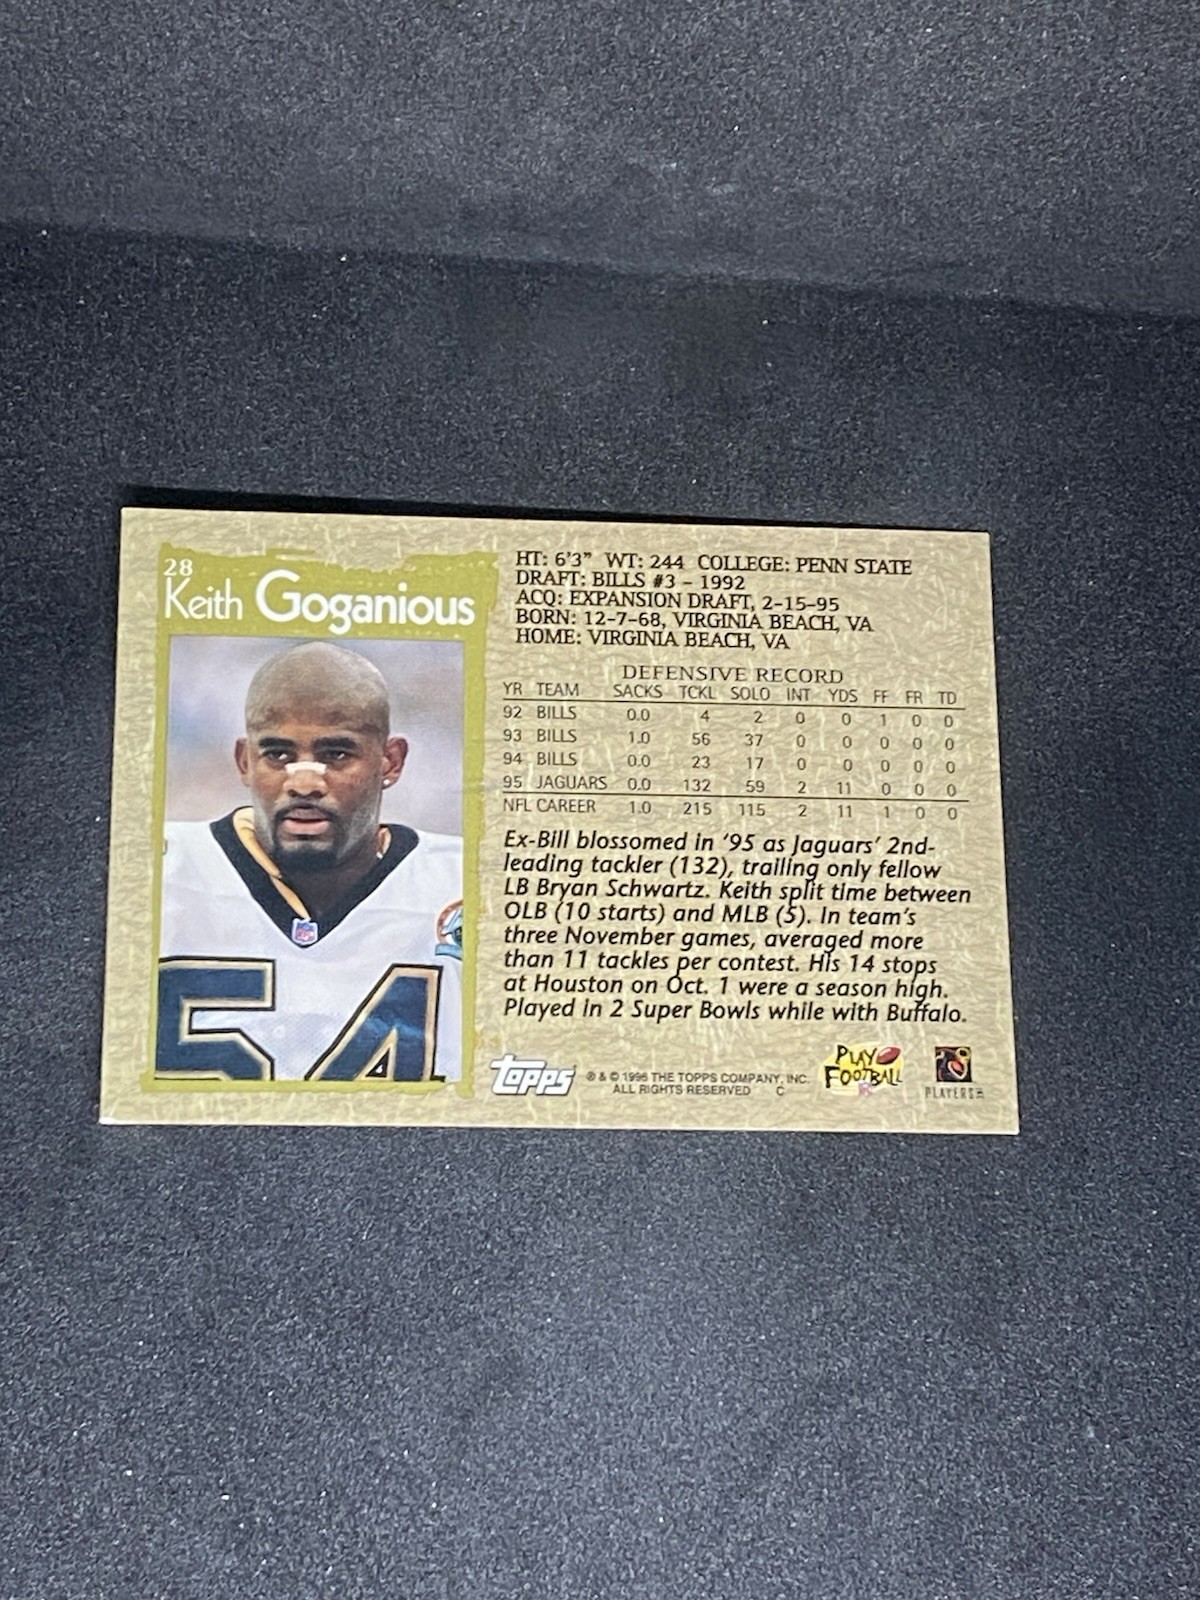 28
Keith Goganious
HT: 6'3" WT: 244 COLLEGE: PENN STATE
DRAFT: BILLS #3 – 1992
ACQ: EXPANSION DRAFT, 2-15-95
BORN: 12-7-68, VIRGINIA BEACH, VA
HOME: VIRGINIA BEACH, VA
DEFENSIVE RECORD
YR TEAM SACKS TCKL SOLO INT YDS FF FR TD
92 BILLS 0.0 4 2 0 0 1 0 0
93 BILLS 1.0 56 37 0 0 0 0 0
94 BILLS 0.0 23 17 0 0 0 0 0
95 JAGUARS 0.0 132 59 2 11 0 0 0
NFL CAREER 1.0 215 115 2 11 1 0 0
Ex-Bill blossomed in '95 as Jaguars' 2nd-
leading tackler (132), trailing only fellow
LB Bryan Schwartz. Keith split time between
OLB (10 starts) and MLB (5). In team's
three November games, averaged more
than 11 tackles per contest. His 14 stops
at Houston on Oct. 1 were a season high.
Played in 2 Super Bowls while with Buffalo.
54
TOPPS
® & © 1996 THE TOPPS COMPANY, INC.
ALL RIGHTS RESERVED C
PLAY
FOOTBALL
PLAYERS